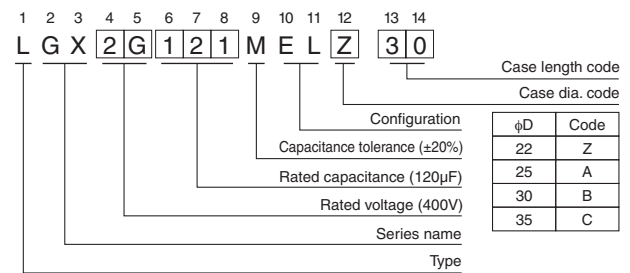 1 2 3 4 5 6 7 8 9 10 11 12 13 14
L G X 2 G 1 2 1 M E L Z 3 0
Case length code
Case dia. code
Configuration
Capacitance tolerance (±20%)
Rated capacitance (120µF)
Rated voltage (400V)
Series name
Type
ϕD Code
22 Z
25 A
30 B
35 C